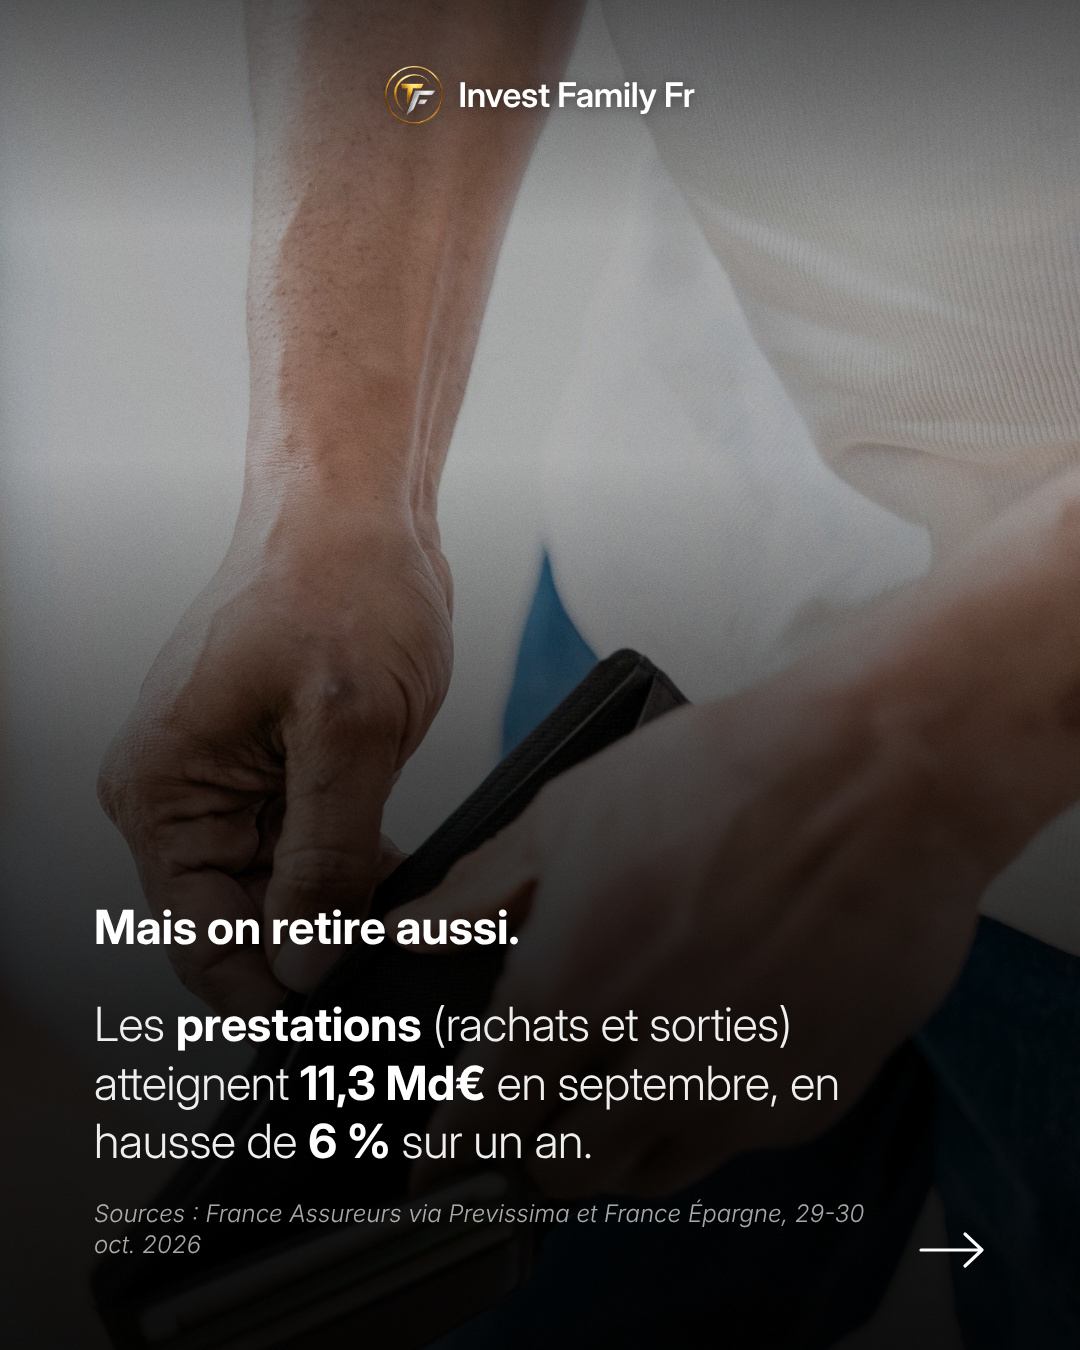 Invest Family Fr
Mais on retire aussi.
Les prestations (rachats et sorties)
atteignent 11,3 Md€ en septembre, en
hausse de 6 % sur un an.
Sources : France Assureurs via Previssima et France Épargne, 29-30
oct. 2026